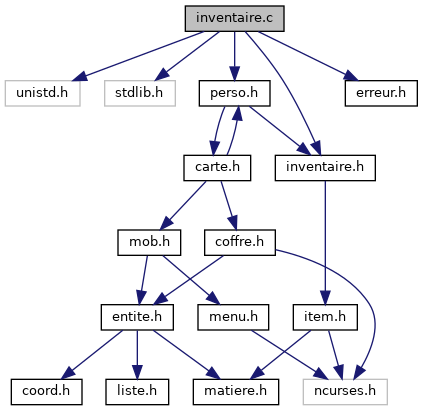 inventaire.c
unistd.h
stdlib.h
perso.h
erreur.h
carte.h
inventaire.h
mob.h
coffre.h
entite.h
menu.h
item.h
coord.h
liste.h
matiere.h
ncurses.h